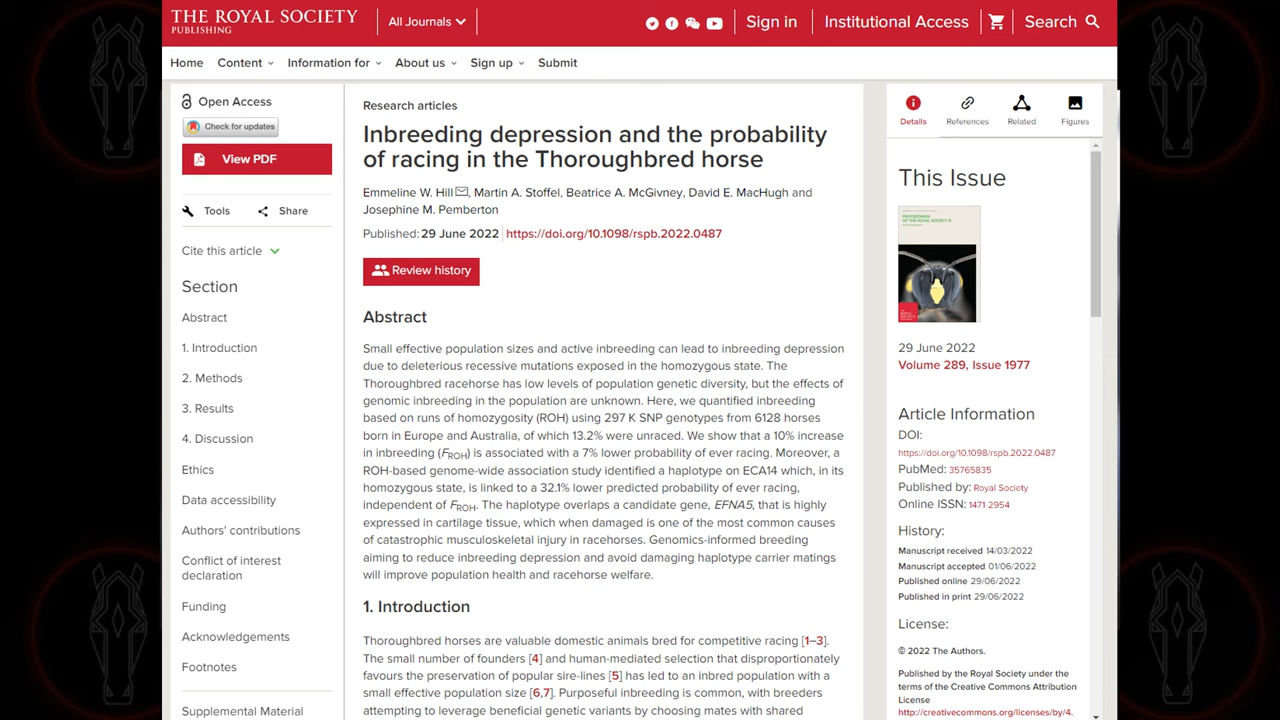 THE ROYAL SOCIETY
PUBLISHING
All Journals
Sign in
Institutional Access
Search
Home
Content
Information for
About us
Sign up
Submit
Open Access
Check for updates
View PDF
Tools
Share
Cite this article
Section
Abstract
1. Introduction
2. Methods
3. Results
4. Discussion
Ethics
Data accessibility
Authors' contributions
Conflict of interest
declaration
Funding
Acknowledgements
Footnotes
Supplemental Material
Research articles
Inbreeding depression and the probability
of racing in the Thoroughbred horse
Emmeline W. Hill, Martin A. Stoffel, Beatrice A. McGivney, David E. MacHugh and
Josephine M. Pemberton
Published: 29 June 2022 https://doi.org/10.1098/rspb.2022.0487
Review history
Abstract
Small effective population sizes and active inbreeding can lead to inbreeding depression
due to deleterious recessive mutations exposed in the homozygous state. The
Thoroughbred racehorse has low levels of population genetic diversity, but the effects of
genomic inbreeding in the population are unknown. Here, we quantified inbreeding
based on runs of homozygosity (ROH) using 297 K SNP genotypes from 6128 horses
born in Europe and Australia, of which 13.2% were unraced. We show that a 10% increase
in inbreeding (FROH) is associated with a 7% lower probability of ever racing. Moreover, a
ROH-based genome-wide association study identified a haplotype on ECA14 which, in its
homozygous state, is linked to a 32.1% lower predicted probability of ever racing,
independent of FROH. The haplotype overlaps a candidate gene, EFNA5, that is highly
expressed in cartilage tissue, which when damaged is one of the most common causes
of catastrophic musculoskeletal injury in racehorses. Genomics-informed breeding
aiming to reduce inbreeding depression and avoid damaging haplotype carrier matings
will improve population health and racehorse welfare.
1. Introduction
Thoroughbred horses are valuable domestic animals bred for competitive racing [1–3].
The small number of founders [4] and human-mediated selection that disproportionately
favours the preservation of popular sire-lines [5] has led to an inbred population with a
small effective population size [6,7]. Purposeful inbreeding is common, with breeders
attempting to leverage beneficial genetic variants by choosing mates with shared
Details
References
Related
Figures
This Issue
PROCEEDINGS
OF THE ROYAL SOCIETY B
29 June 2022
Volume 289, Issue 1977
Article Information
DOI:
https://doi.org/10.1098/rspb.2022.0487
PubMed: 35765835
Published by: Royal Society
Online ISSN: 1471-2954
History:
Manuscript received 14/03/2022
Manuscript accepted 01/06/2022
Published online 29/06/2022
Published in print 29/06/2022
License:
© 2022 The Authors.
Published by the Royal Society under the
terms of the Creative Commons Attribution
License
http://creativecommons.org/licenses/by/4.